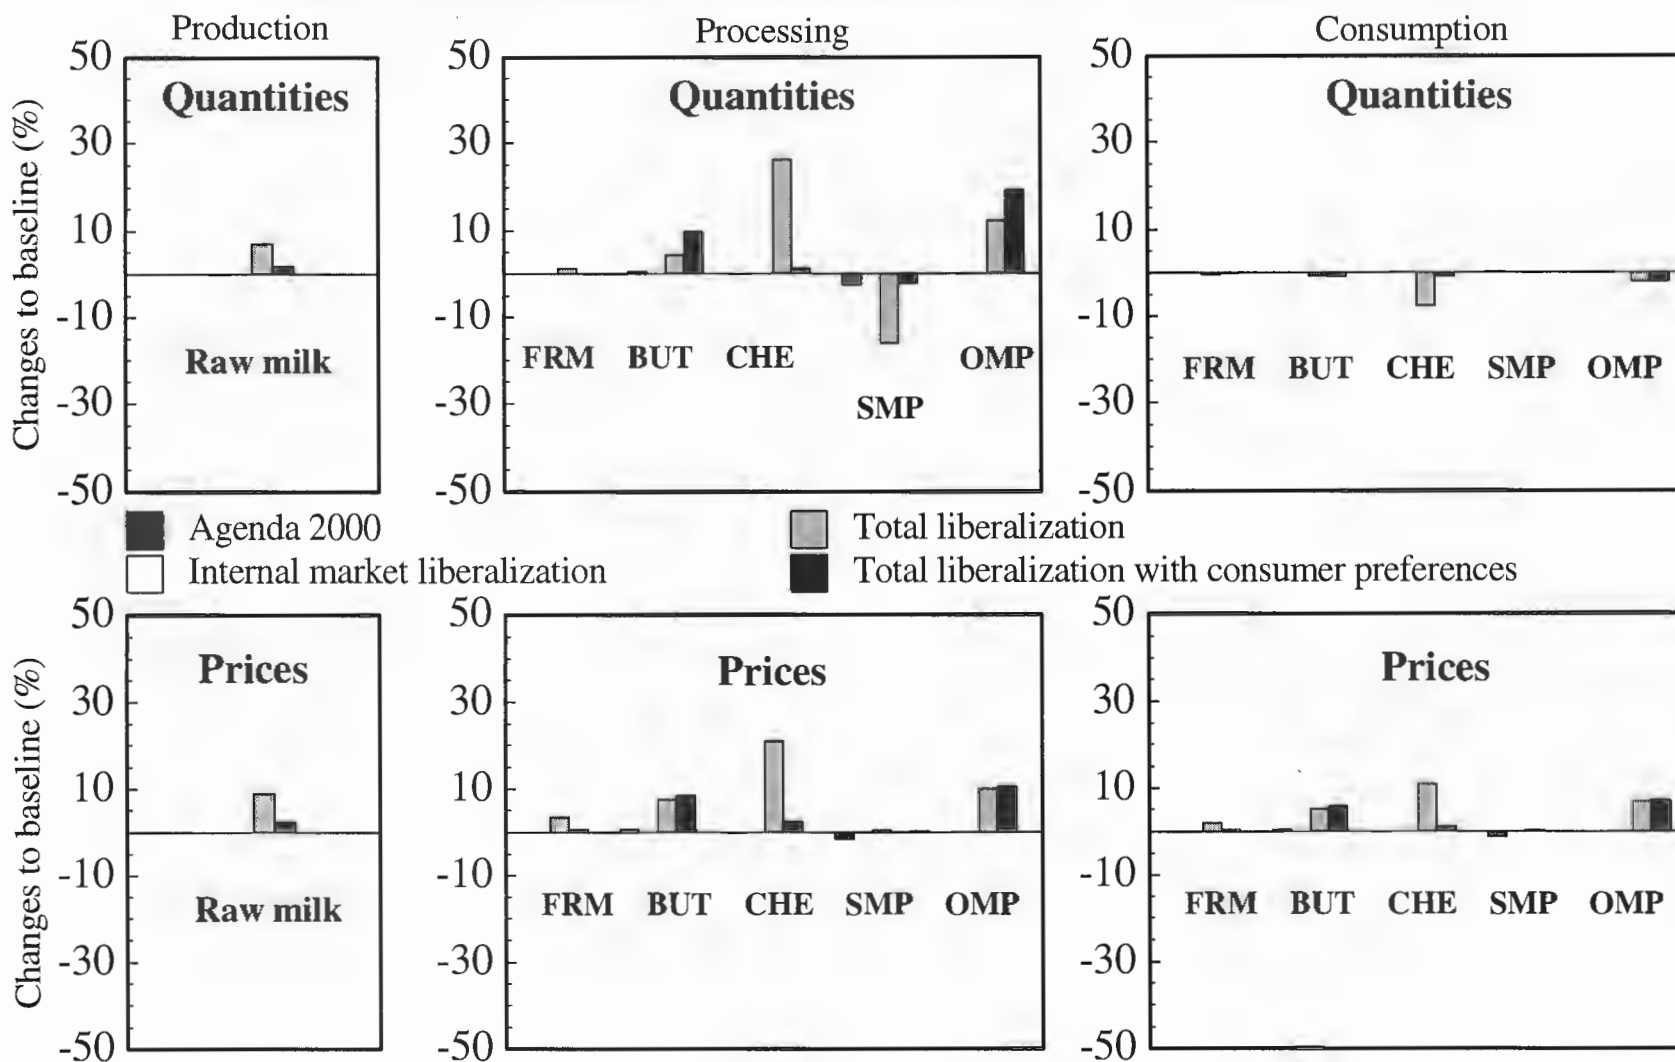 Production Processing Consumption
Changes to baseline (%)
50
30
10
-10
-30
-50
Quantities
Raw milk
50
30
10
-10
-30
-50
Quantities
FRM BUT CHE OMP
SMP
50
30
10
-10
-30
-50
Quantities
FRM BUT CHE SMP OMP
Agenda 2000
Internal market liberalization
Total liberalization
Total liberalization with consumer preferences
Changes to baseline (%)
50
30
10
-10
-30
-50
Prices
Raw milk
50
30
10
-10
-30
-50
Prices
FRM BUT CHE SMP OMP
50
30
10
-10
-30
-50
Prices
FRM BUT CHE SMP OMP